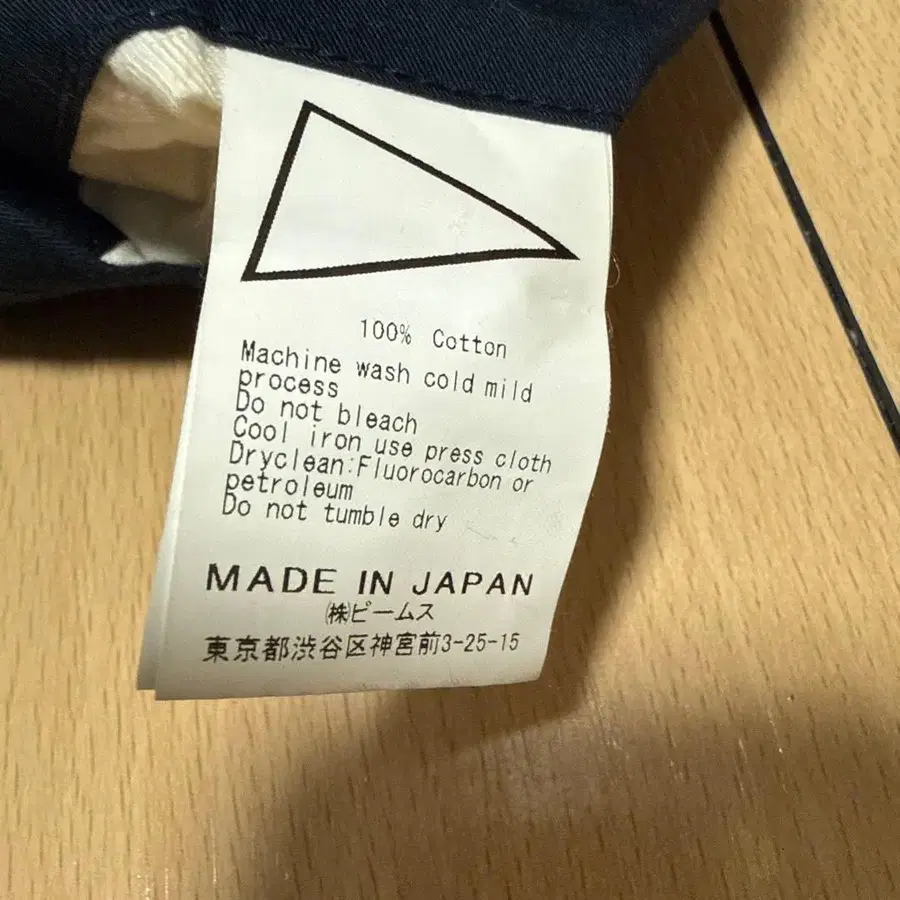 100% Cotton
Machine wash cold mild
process
Do not bleach
Cool iron use press cloth
Dryclean:Fluorocarbon or
petroleum
Do not tumble dry
MADE IN JAPAN
㈱ビームス
東京都渋谷区神宮前3-25-15